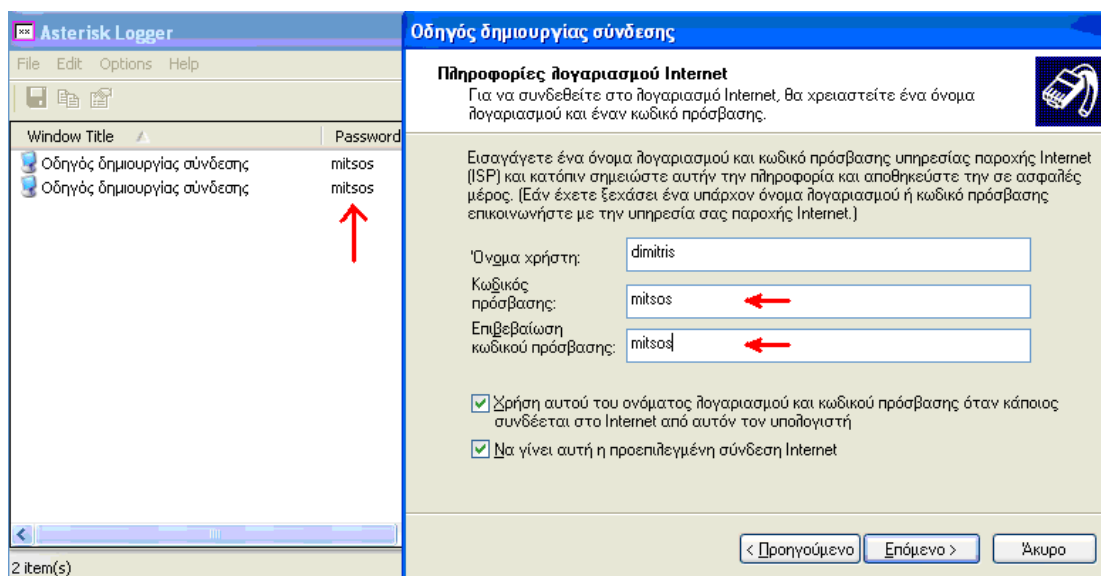 Asterisk Logger
File Edit Options Help
Window Title Password
Οδηγός δημιουργίας σύνδεσης mitsos
Οδηγός δημιουργίας σύνδεσης mitsos
2 item(s)
Οδηγός δημιουργίας σύνδεσης
Πληροφορίες λογαριασμού Internet
Για να συνδεθείτε στο λογαριασμό Internet, θα χρειαστείτε ένα όνομα
λογαριασμού και έναν κωδικό πρόσβασης.
Εισαγάγετε ένα όνομα λογαριασμού και κωδικό πρόσβασης υπηρεσίας παροχής Internet
(ISP) και κατόπιν σημειώστε αυτήν την πληροφορία και αποθηκεύστε την σε ασφαλές
μέρος. (Εάν έχετε ξεχάσει ένα υπάρχον όνομα λογαριασμού ή κωδικό πρόσβασης
επικοινωνήστε με την υπηρεσία σας παροχής Internet.)
Όνομα χρήστη: dimitris
Κωδικός
πρόσβασης: mitsos
Επιβεβαίωση
κωδικού πρόσβασης: mitsos
Χρήση αυτού του ονόματος λογαριασμού και κωδικού πρόσβασης όταν κάποιος
συνδέεται στο Internet από αυτόν τον υπολογιστή
Να γίνει αυτή η προεπιλεγμένη σύνδεση Internet
< Προηγούμενο Επόμενο > Άκυρο